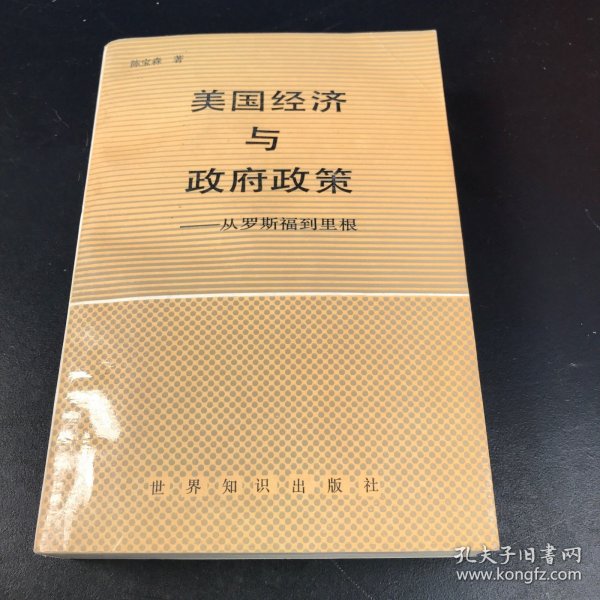 陈宝森 著
美国经济
与
政府政策
——从罗斯福到里根
世界知识出版社
孔夫子旧书网
www.kongfz.com